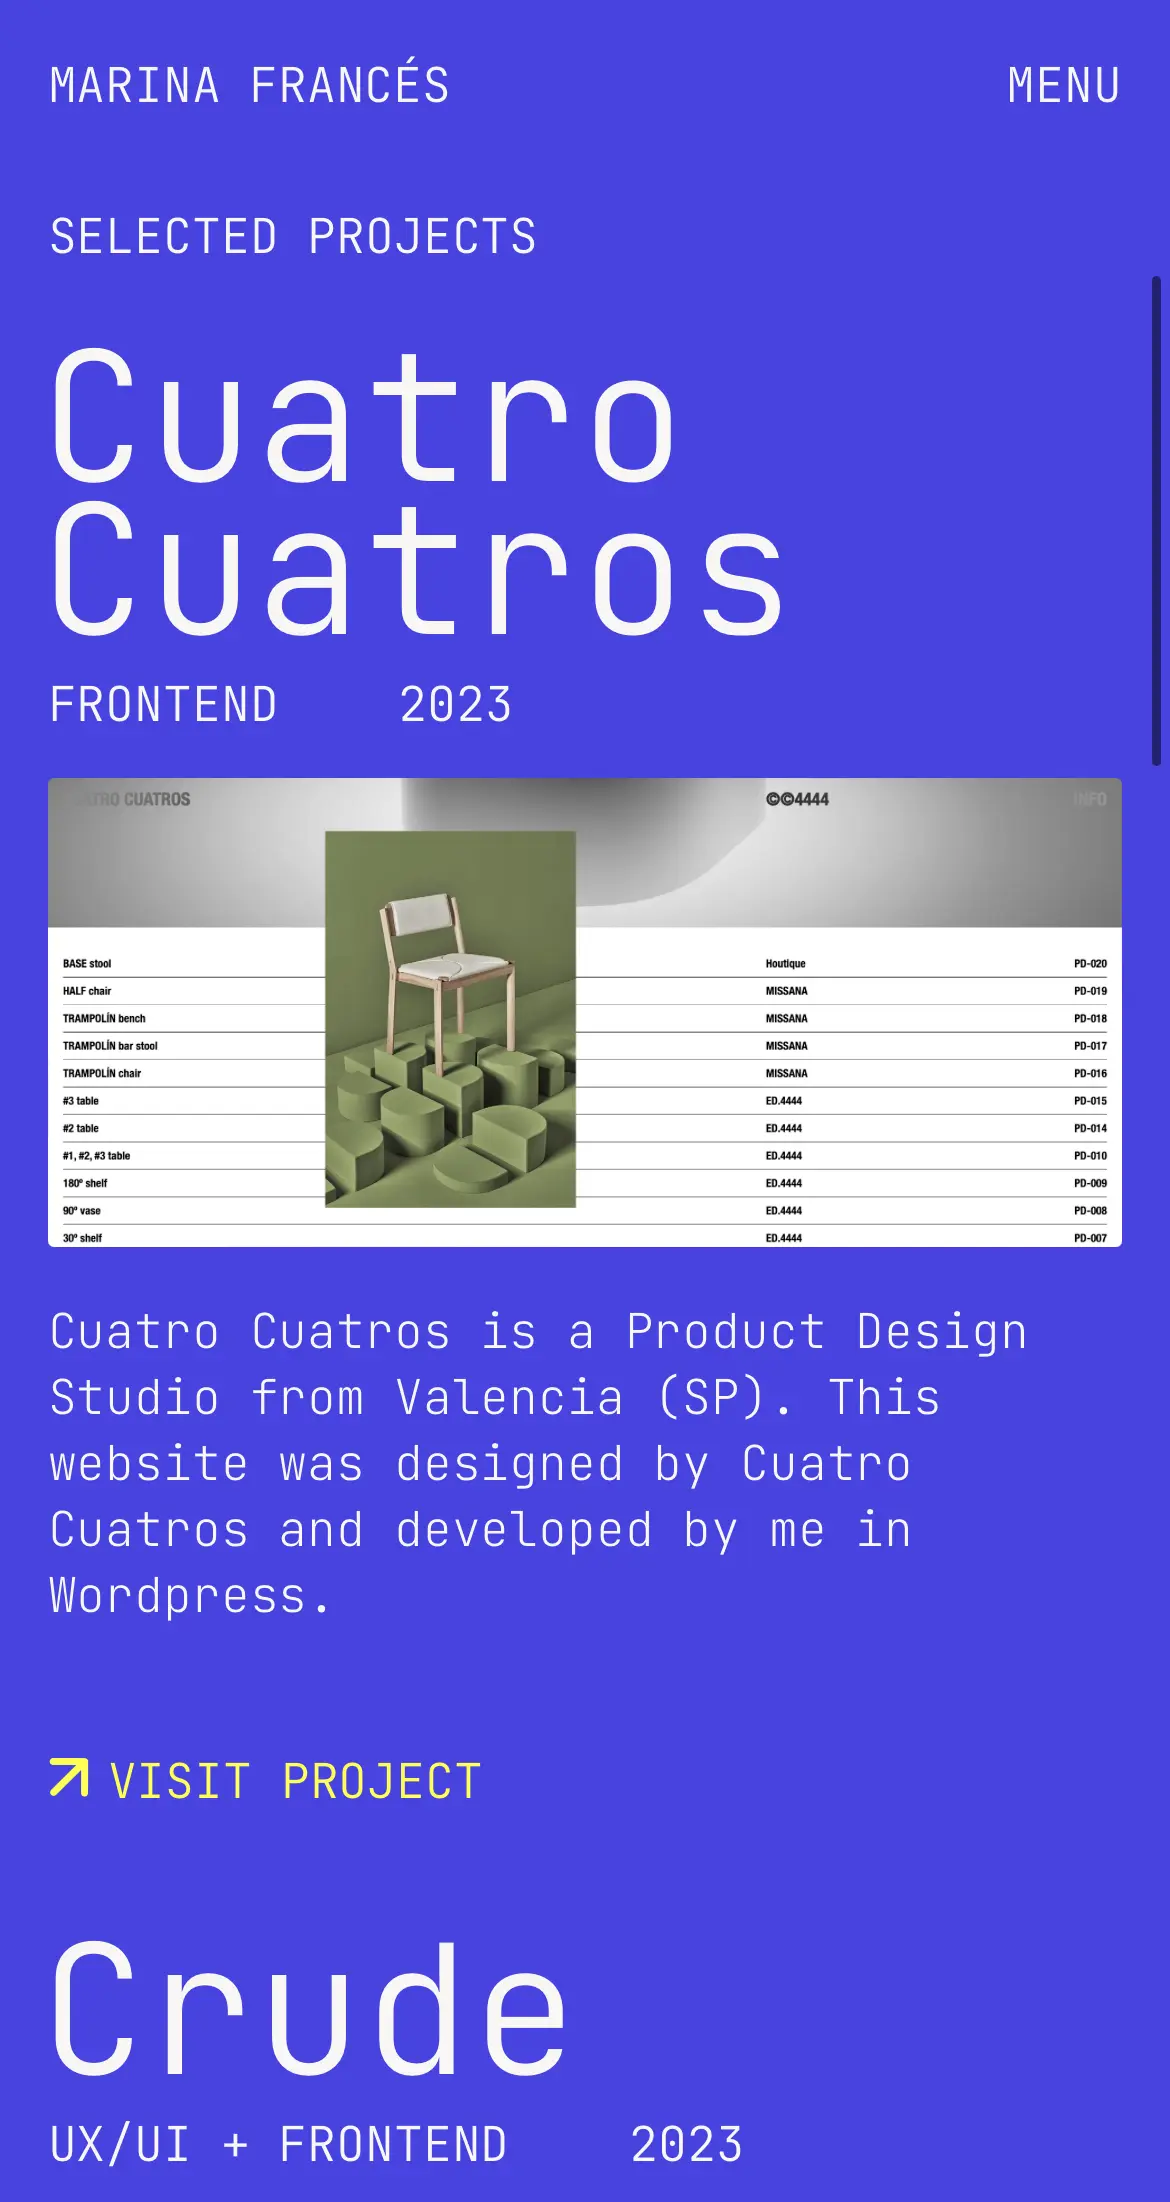 MARINA FRANCÉS MENU
SELECTED PROJECTS
Cuatro
Cuatros
FRONTEND 2023
CUATROS ©©4444 INFO
BASE stool Houtique PD-020
HALF chair MISSANA PD-019
TRAMPOLÍN bench MISSANA PD-018
TRAMPOLÍN bar stool MISSANA PD-017
TRAMPOLÍN chair MISSANA PD-016
#3 table ED.4444 PD-015
#2 table ED.4444 PD-014
#1, #2, #3 table ED.4444 PD-010
180º shelf ED.4444 PD-009
90º vase ED.4444 PD-008
30º shelf ED.4444 PD-007
Cuatro Cuatros is a Product Design
Studio from Valencia (SP). This
website was designed by Cuatro
Cuatros and developed by me in
Wordpress.
VISIT PROJECT
Crude
UX/UI + FRONTEND 2023